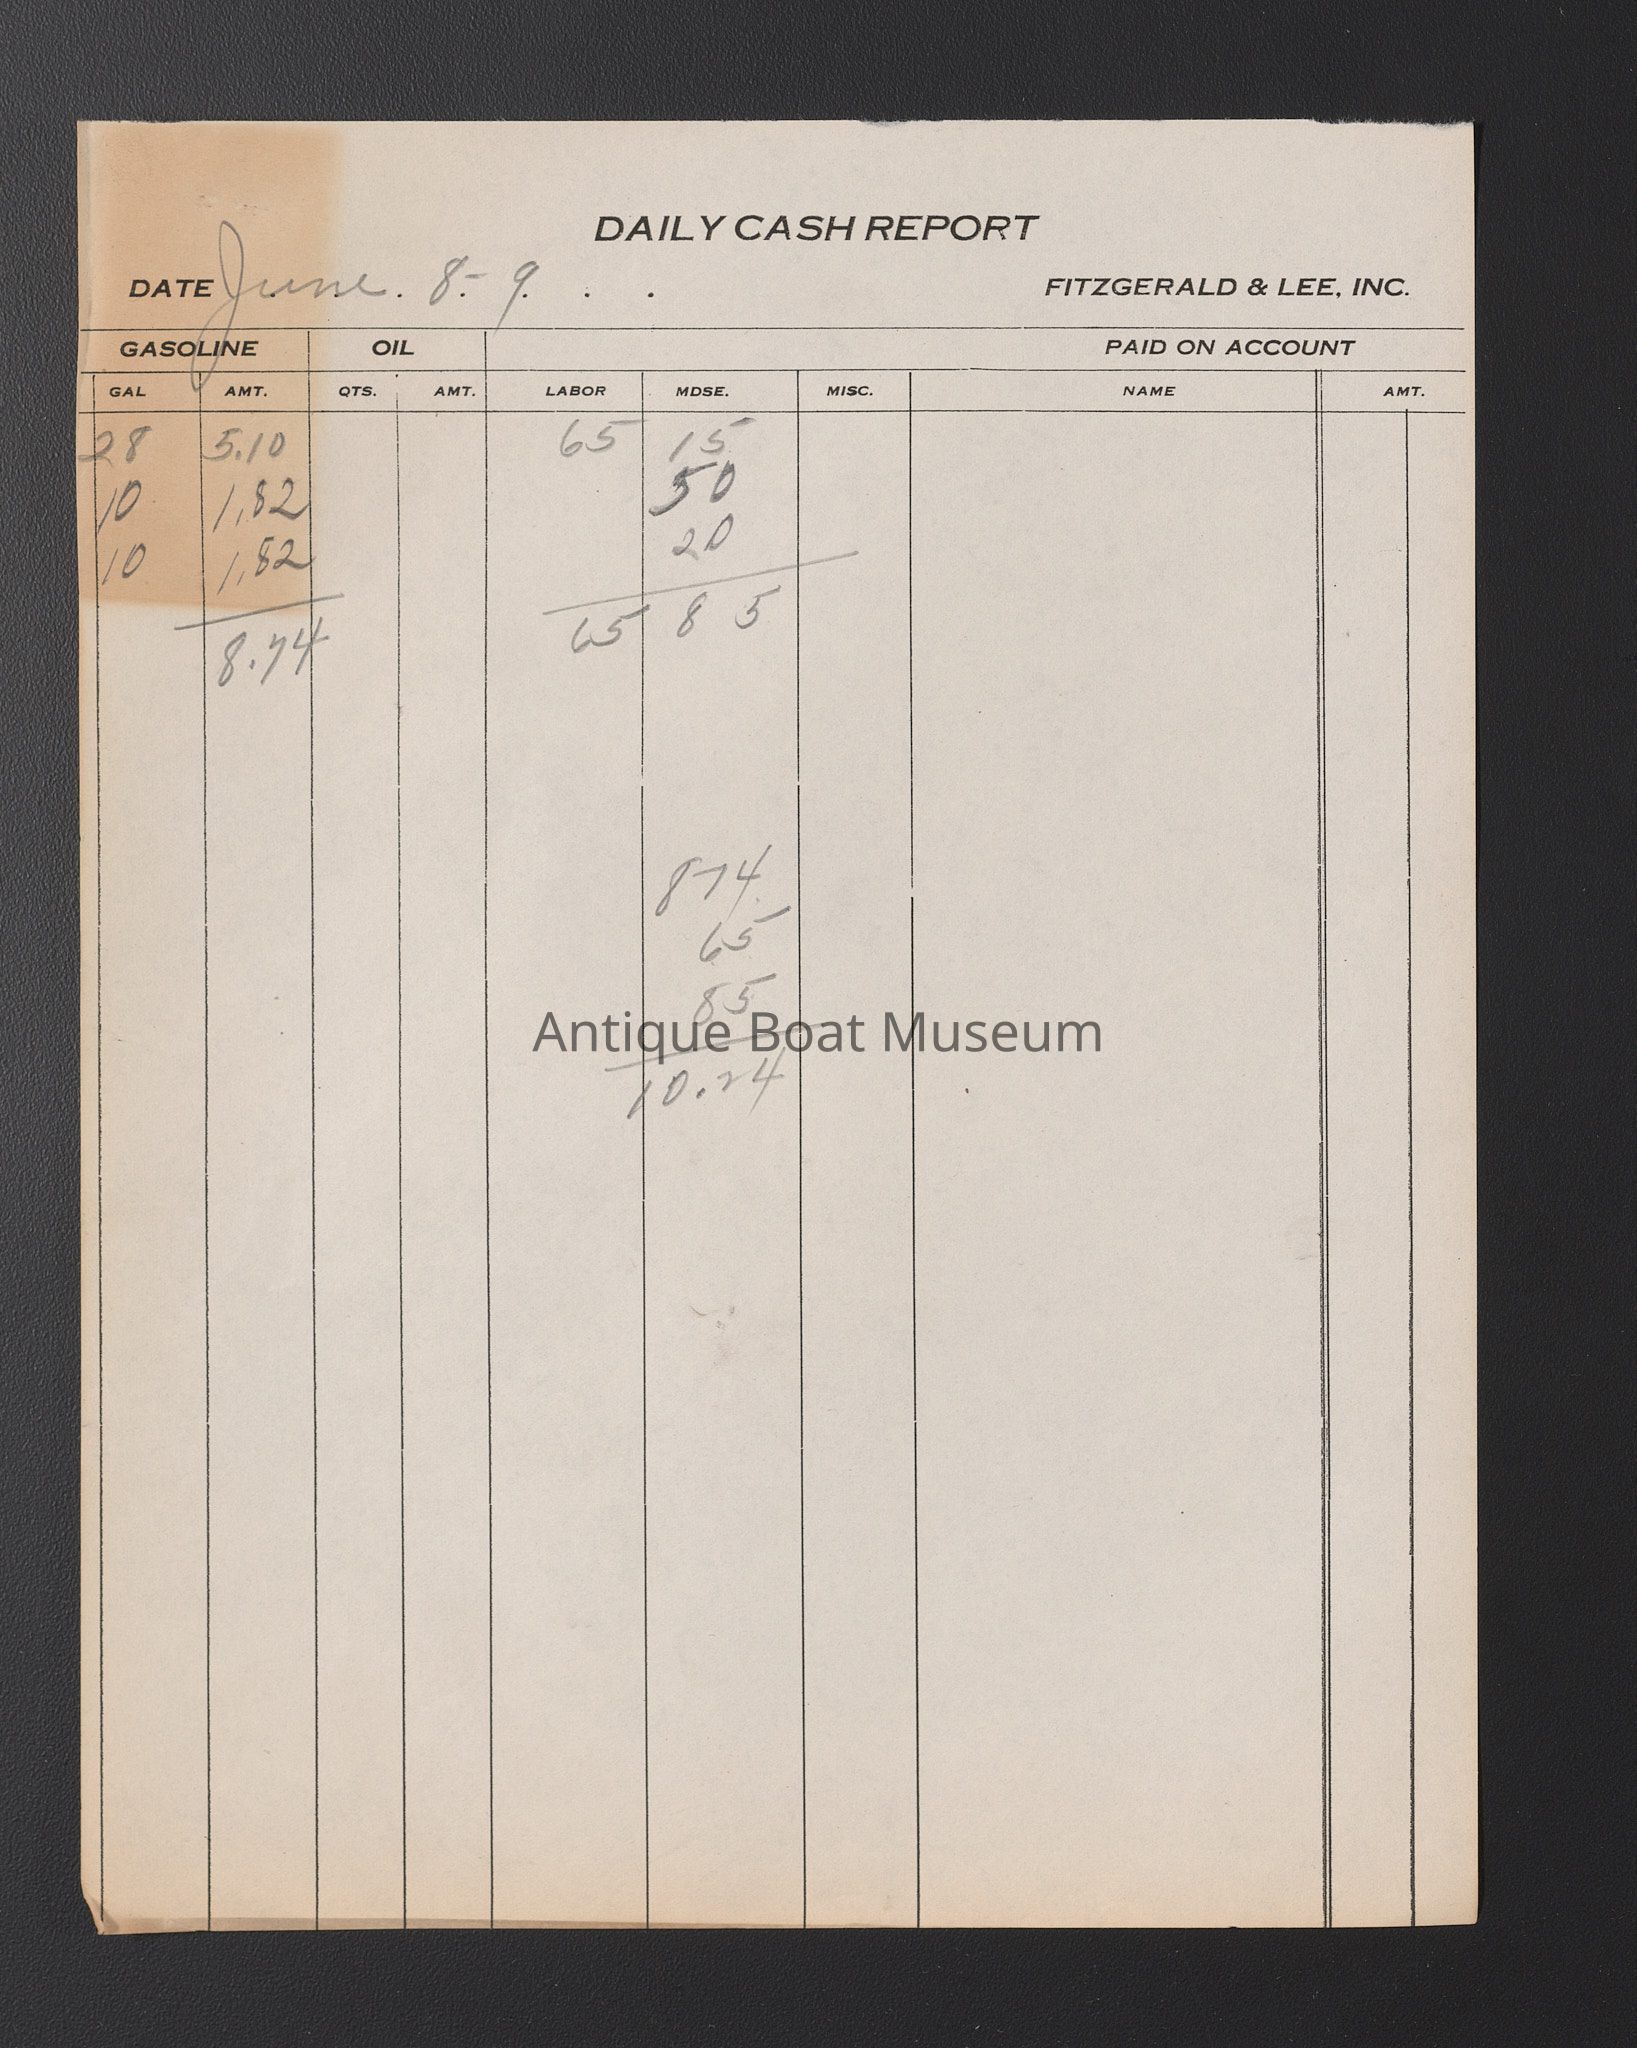 DAILY CASH REPORT
DATE June 8-9 FITZGERALD & LEE, INC.
GASOLINE OIL PAID ON ACCOUNT
GAL AMT. QTS. AMT. LABOR MDSE. MISC. NAME AMT.
28 5.10 65 15
10 1.82 50
10 1.82 20
8.74 65 85
874
65
85
Antique Boat Museum
10.24